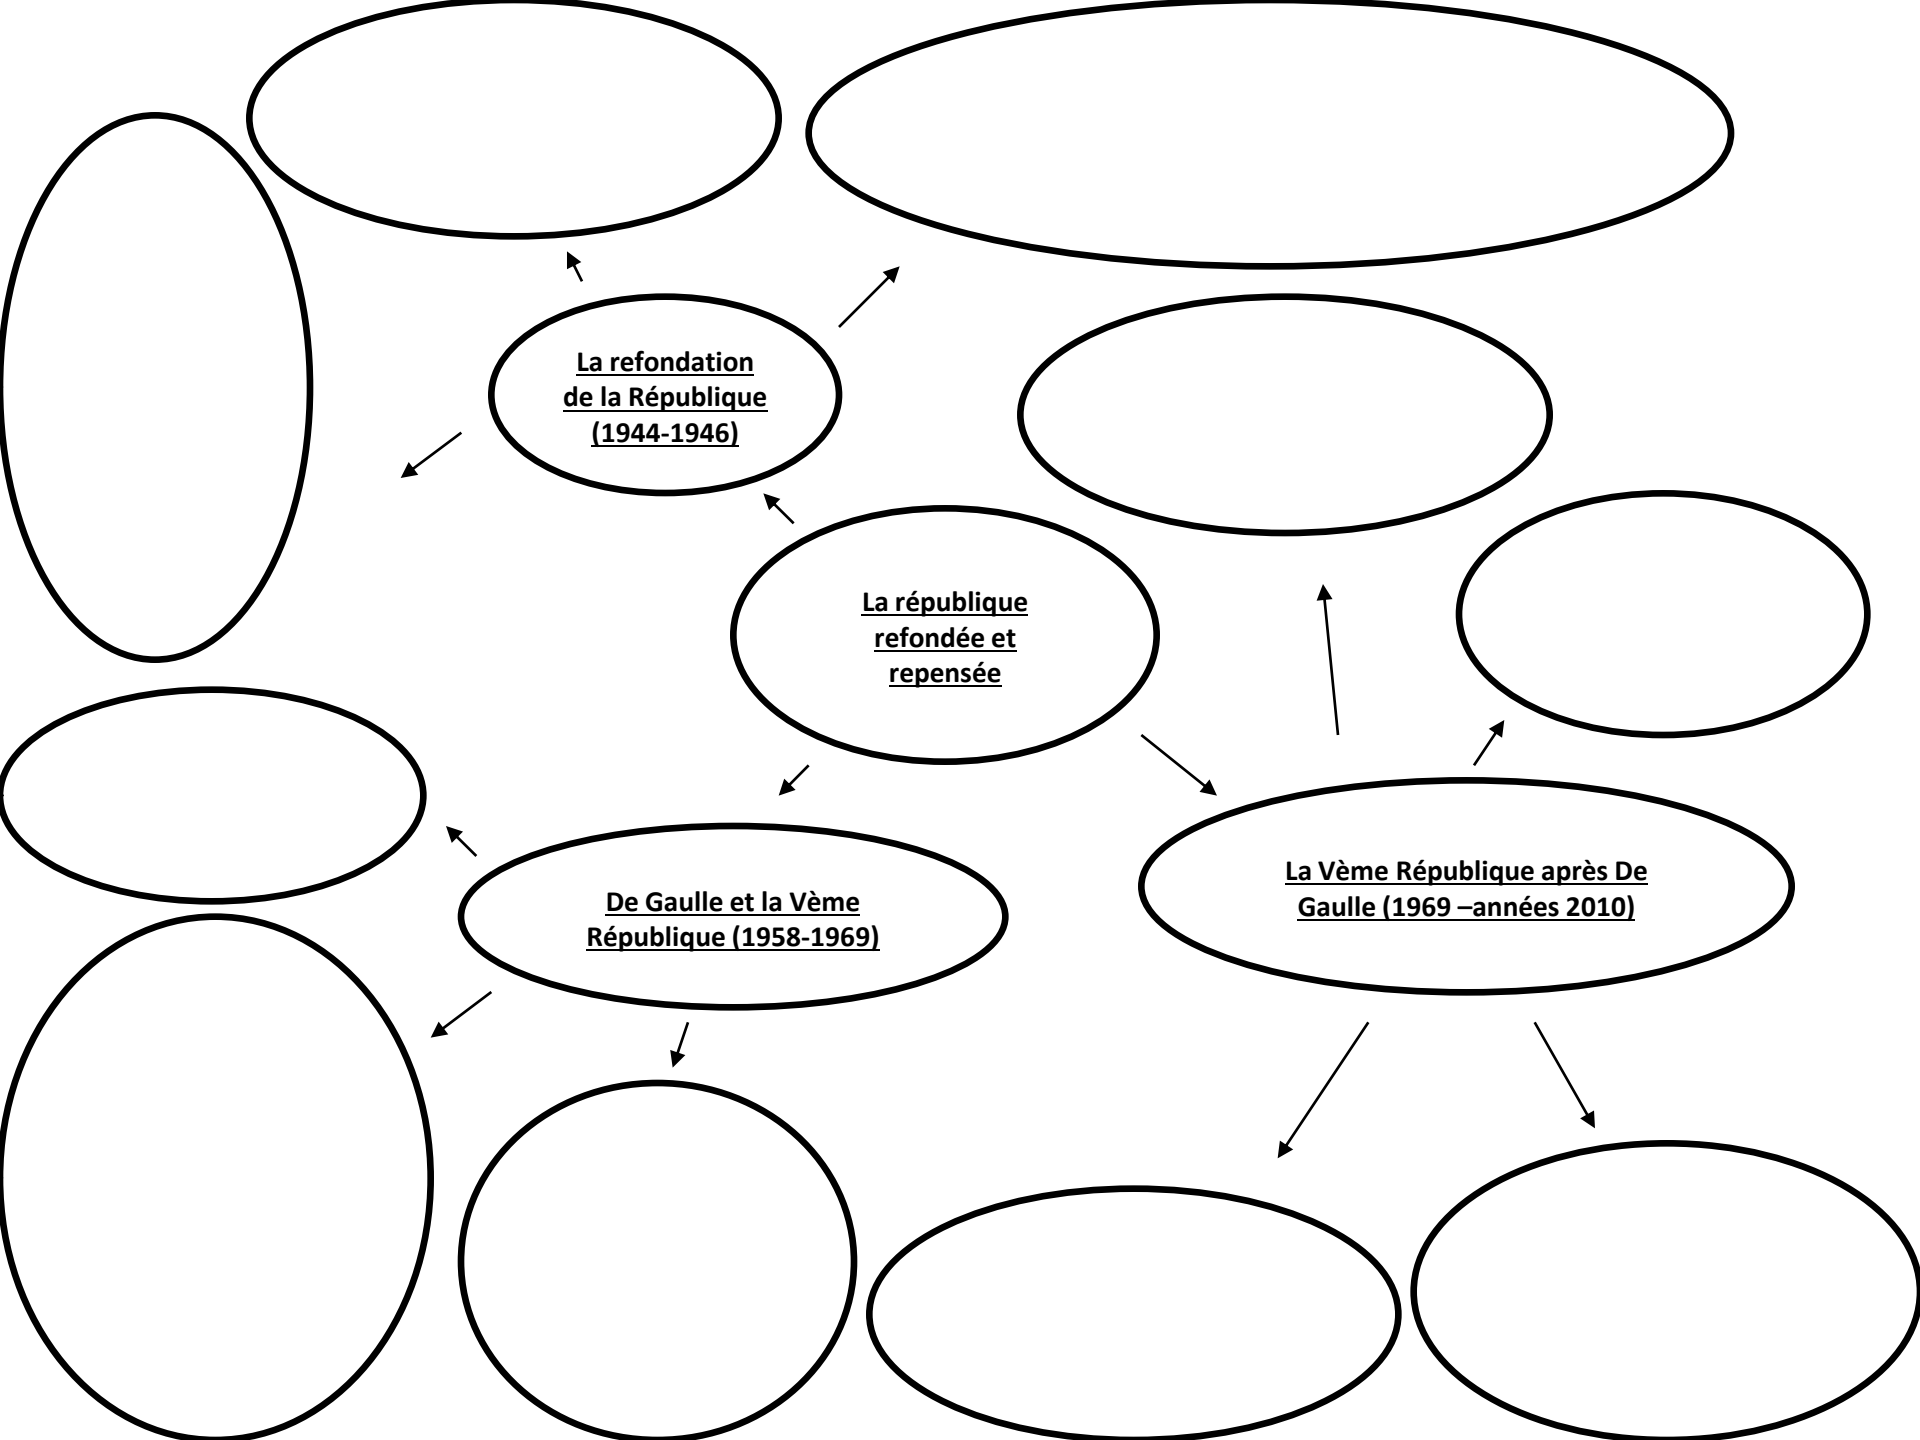 La refondation
de la République
(1944-1946)
La république
refondée et
repensée
La Vème République après De
Gaulle (1969 –années 2010)
De Gaulle et la Vème
République (1958-1969)